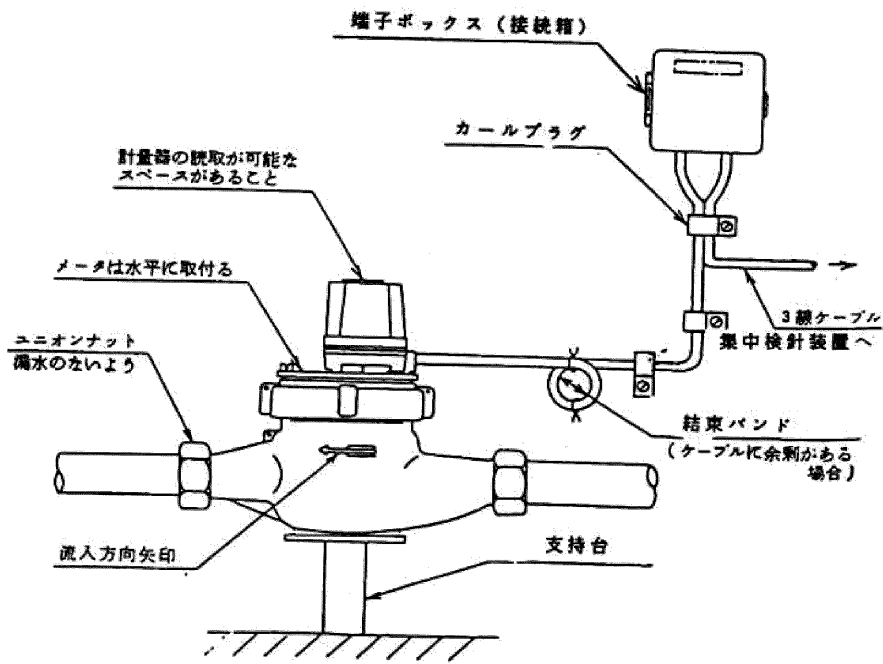 端子ボックス(接続箱)
カールプラグ
計量器の読取が可能な
スペースがあること
メータは水平に取付る
ユニオンナット
漏水のないよう
3線ケーブル
集中検針装置へ
結束バンド
(ケーブルに余剰がある
場合)
流入方向矢印
支持台